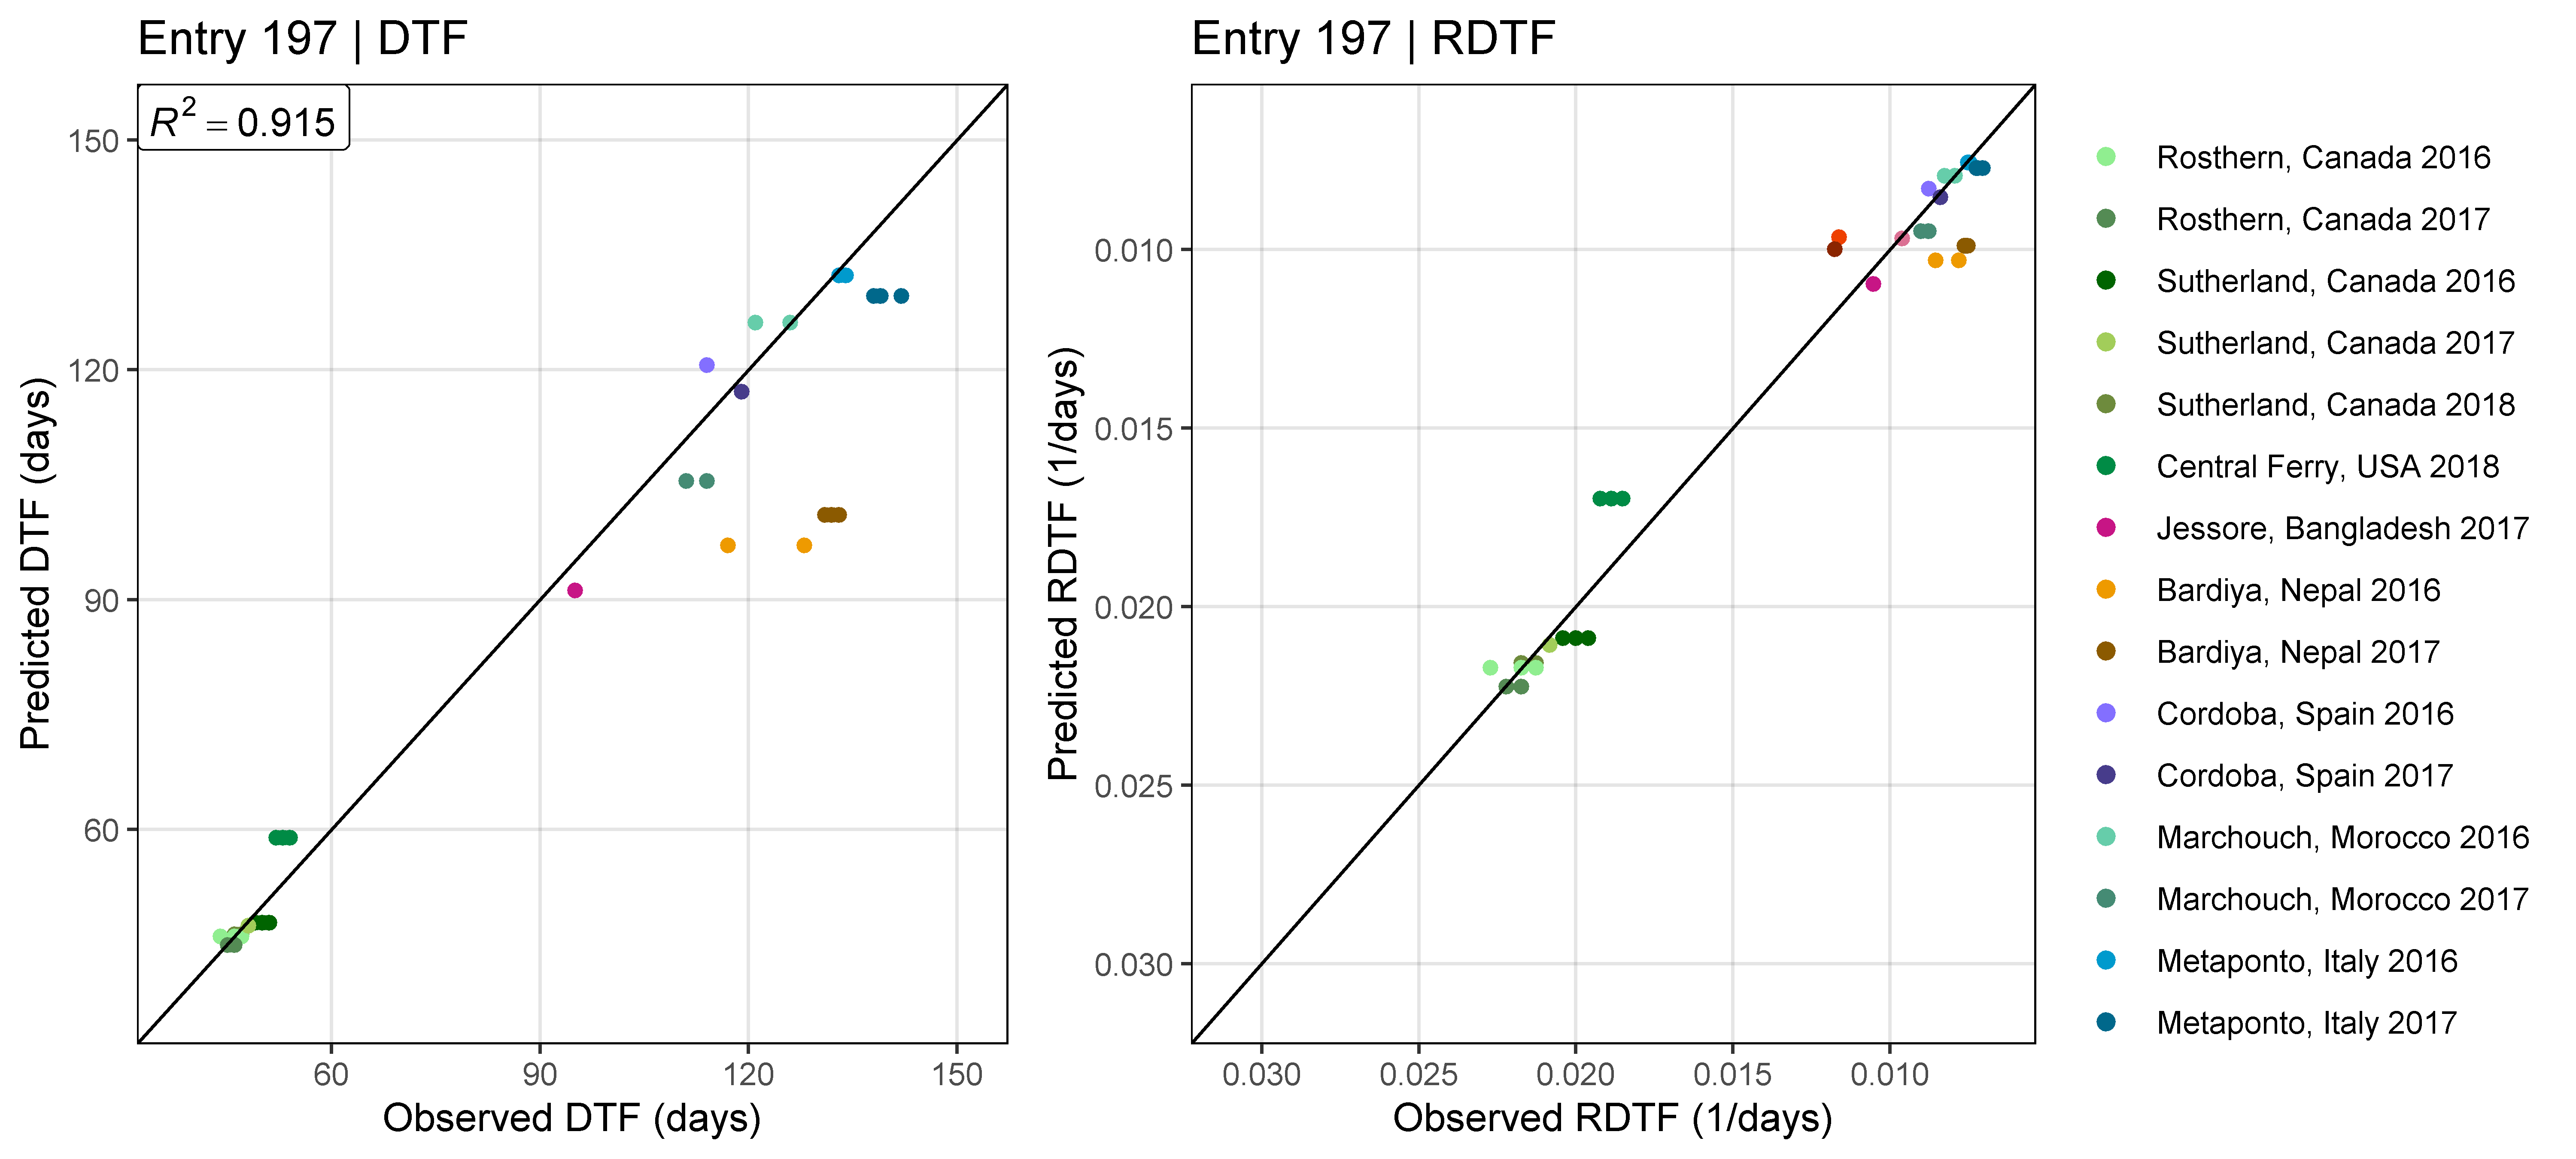 Entry 197 | DTF
R² = 0.915
Predicted DTF (days)
150
120
90
60
60 90 120 150
Observed DTF (days)
Entry 197 | RDTF
Predicted RDTF (1/days)
0.010
0.015
0.020
0.025
0.030
0.030 0.025 0.020 0.015 0.010
Observed RDTF (1/days)
Rosthern, Canada 2016
Rosthern, Canada 2017
Sutherland, Canada 2016
Sutherland, Canada 2017
Sutherland, Canada 2018
Central Ferry, USA 2018
Jessore, Bangladesh 2017
Bardiya, Nepal 2016
Bardiya, Nepal 2017
Cordoba, Spain 2016
Cordoba, Spain 2017
Marchouch, Morocco 2016
Marchouch, Morocco 2017
Metaponto, Italy 2016
Metaponto, Italy 2017